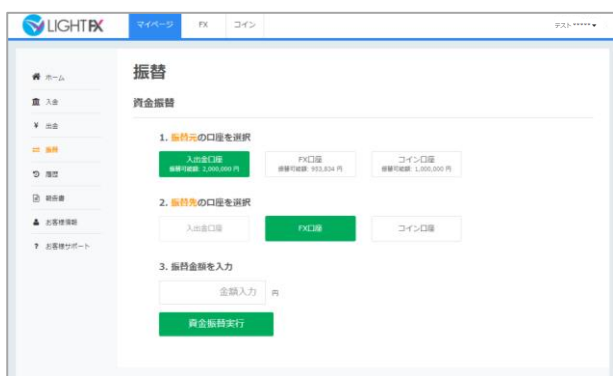 LIGHT FX
マイページ
FX
コイン
テスト*****▼
ホーム
入金
出金
振替
履歴
報告書
お客様情報
お客様サポート
振替
資金振替
1. 振替元の口座を選択
入出金口座
振替可能額: 2,000,000 円
FX口座
振替可能額: 953,834 円
コイン口座
振替可能額: 1,000,000 円
2. 振替先の口座を選択
入出金口座
FX口座
コイン口座
3. 振替金額を入力
金額入力 円
資金振替実行